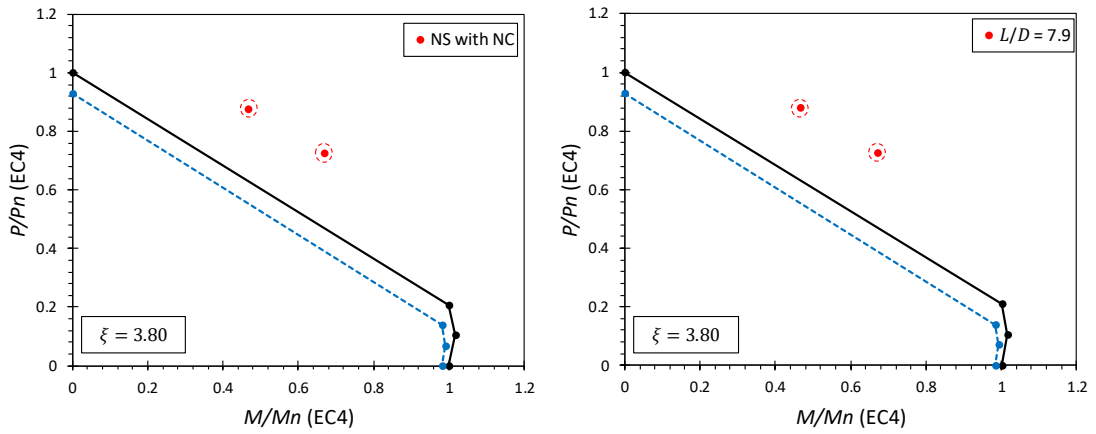 1.2
1
0.8
0.6
0.4
0.2
0
P/Pn (EC4)
NS with NC
ξ = 3.80
0 0.2 0.4 0.6 0.8 1 1.2
M/Mn (EC4)
1.2
1
0.8
0.6
0.4
0.2
0
P/Pn (EC4)
L/D = 7.9
ξ = 3.80
0 0.2 0.4 0.6 0.8 1 1.2
M/Mn (EC4)